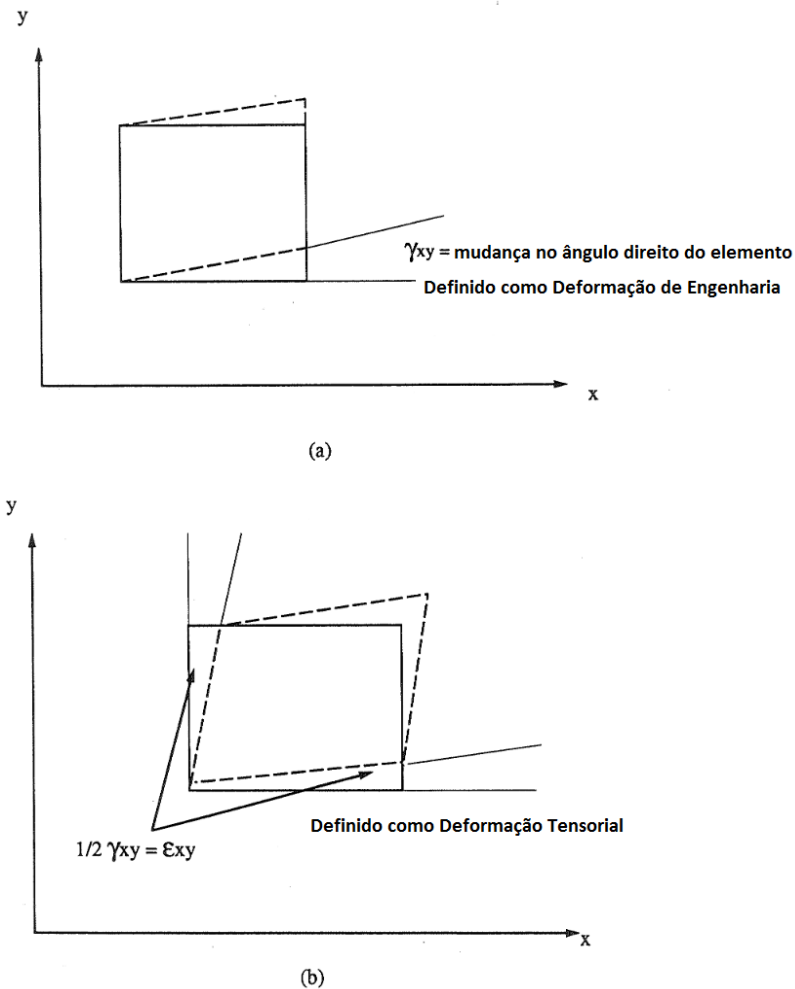 y
γxy = mudança no ângulo direito do elemento
Definido como Deformação de Engenharia
x
(a)
y
Definido como Deformação Tensorial
1/2 γxy = εxy
x
(b)